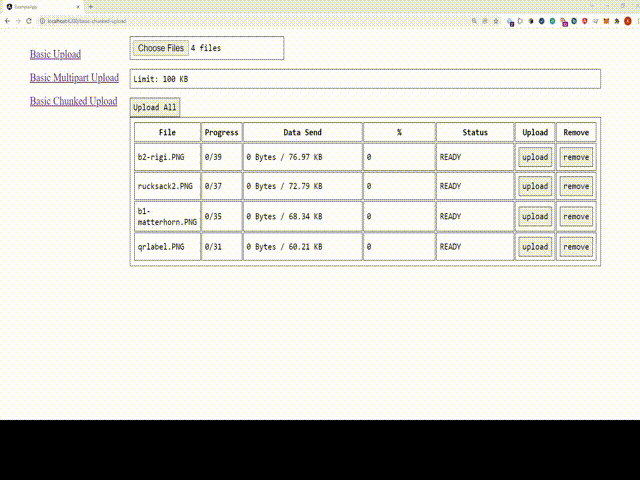 ExampleApp
localhost:4200/basic-chunked-upload
Basic Upload
Basic Multipart Upload
Basic Chunked Upload
Choose Files 4 files
Limit: 100 KB
Upload All
File Progress Data Send % Status Upload Remove
b2-rigi.PNG 0/39 0 Bytes / 76.97 KB 0 READY upload remove
rucksack2.PNG 0/37 0 Bytes / 72.79 KB 0 READY upload remove
b1-
matterhorn.PNG 0/35 0 Bytes / 68.34 KB 0 READY upload remove
qrlabel.PNG 0/31 0 Bytes / 60.21 KB 0 READY upload remove